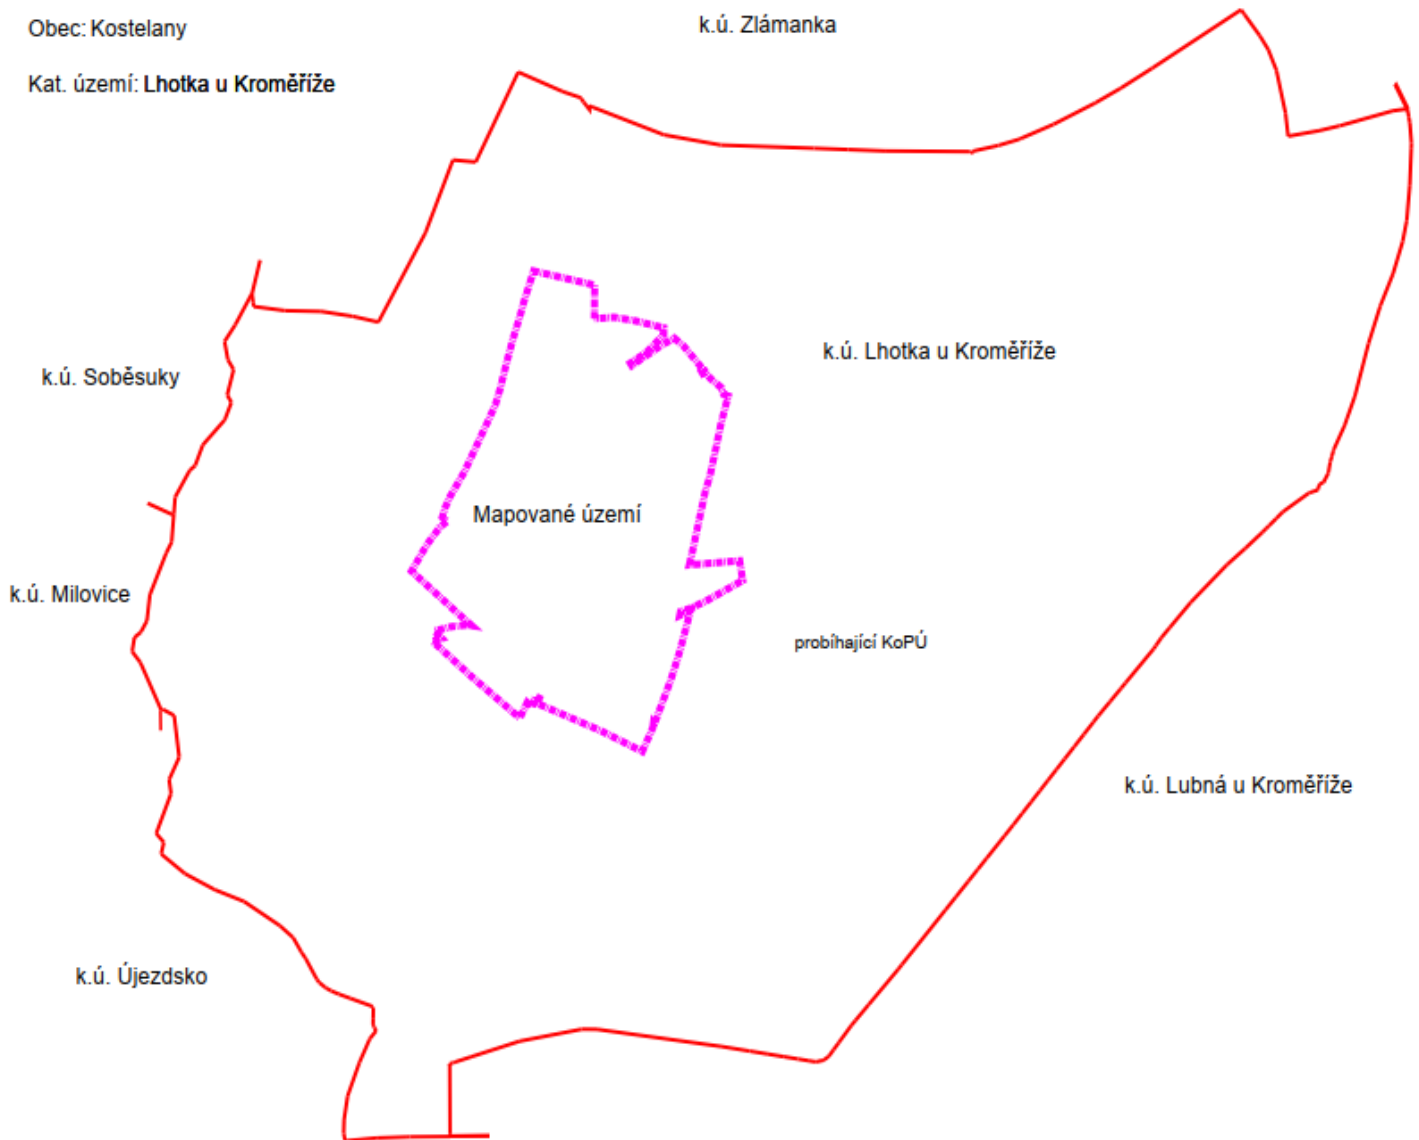 Obec: Kostelany
k.ú. Zlámanka
Kat. území: Lhotka u Kroměříže
k.ú. Lhotka u Kroměříže
k.ú. Soběsuky
Mapované území
k.ú. Milovice
probíhající KoPÚ
k.ú. Lubná u Kroměříže
k.ú. Újezdsko